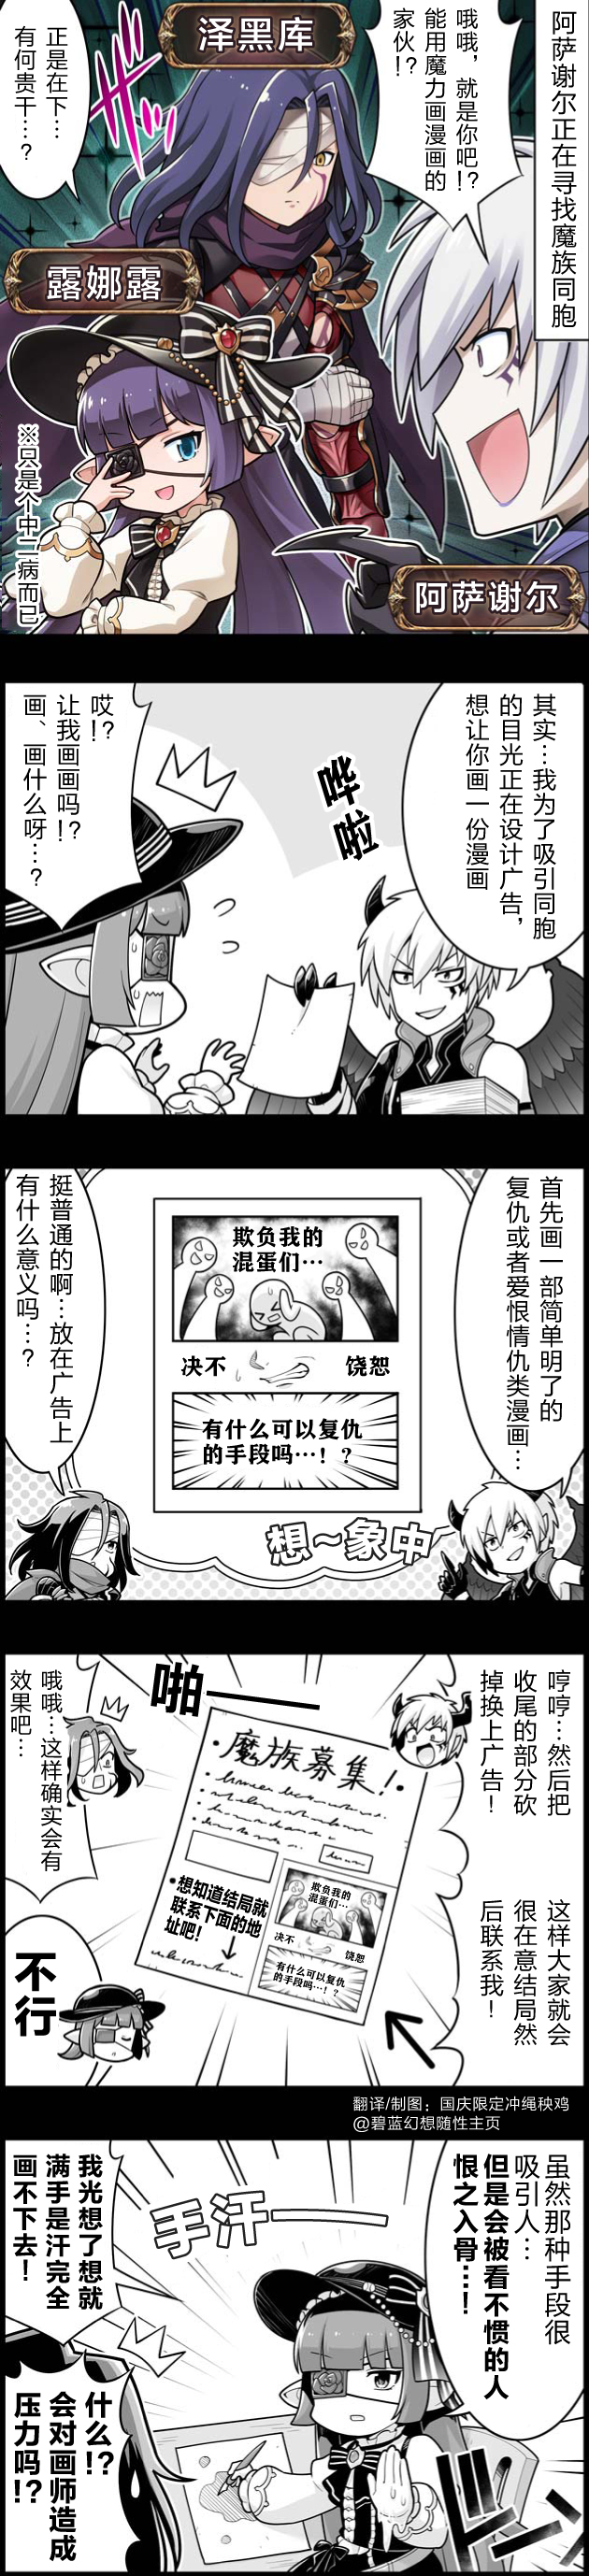 阿萨谢尔正在寻找魔族同胞
哦哦，就是你吧!?
能用魔力画漫画的
家伙!?
泽黑库
正是在下…
有何贵干…?
露娜露
※只是个中二病而已
阿萨谢尔
其实…我为了吸引同胞
的目光正在设计广告，
想让你画一份漫画
哗啦
哎!?
让我画画吗!?
画、画什么呀…?
首先画一部简单明了的
复仇或者爱恨情仇类漫画…
欺负我的
混蛋们…
决不 饶恕
有什么可以复仇
的手段吗…！?
挺普通的啊…放在广告上
有什么意义吗…?
想~象中
哼哼…然后把
收尾的部分砍
掉换上广告！
啪——
魔族募集!
想知道结局就
联系下面的地
址吧!
欺负我的
混蛋们…
决不 饶恕
有什么可以复仇
的手段吗…！?
哦哦…这样确实会有
效果吧…
这样大家就会
很在意结局然
后联系我！
不行
翻译/制图：国庆限定冲绳秧鸡
@碧蓝幻想随性主页
虽然那种手段很
吸引人…
但是会被看不惯的人
恨之入骨…!
手汗——
我光想了想就
满手是汗完全
画不下去！
什么!?
会对画师造成
压力吗!?
ドドン